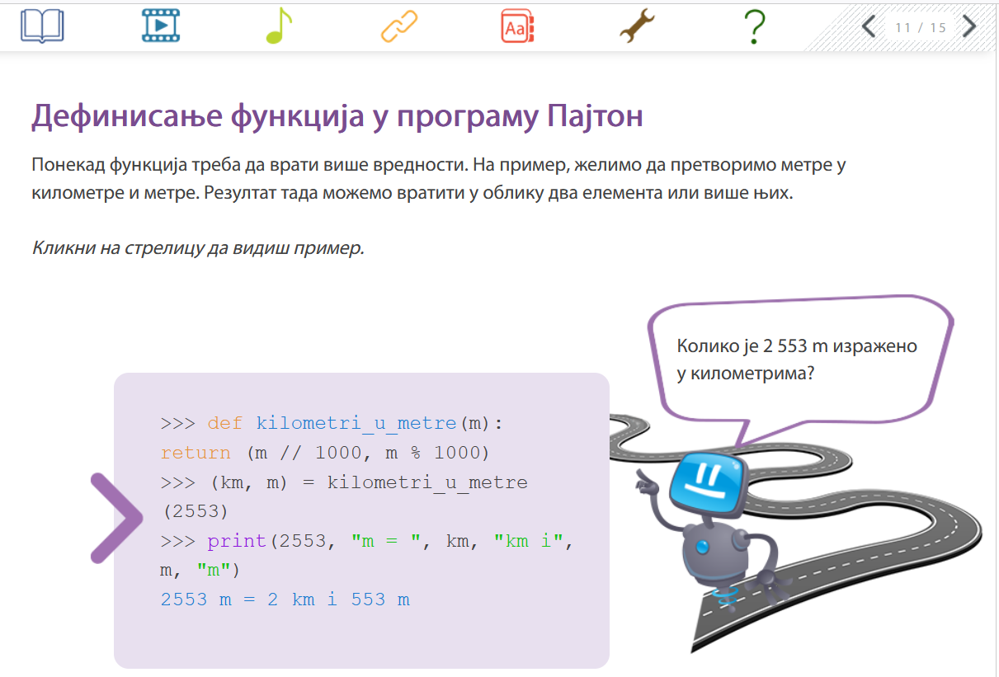 Aa
11 / 15
Дефинисање функција у програму Пајтон
Понекад функција треба да врати више вредности. На пример, желимо да претворимо метре у
километре и метре. Резултат тада можемо вратити у облику два елемента или више њих.
Кликни на стрелицу да видиш пример.
Колико је 2 553 m изражено
у километрима?
>>> def kilometri_u_metre(m):
return (m // 1000, m % 1000)
>>> (km, m) = kilometri_u_metre
(2553)
>>> print(2553, "m = ", km, "km i",
m, "m")
2553 m = 2 km i 553 m